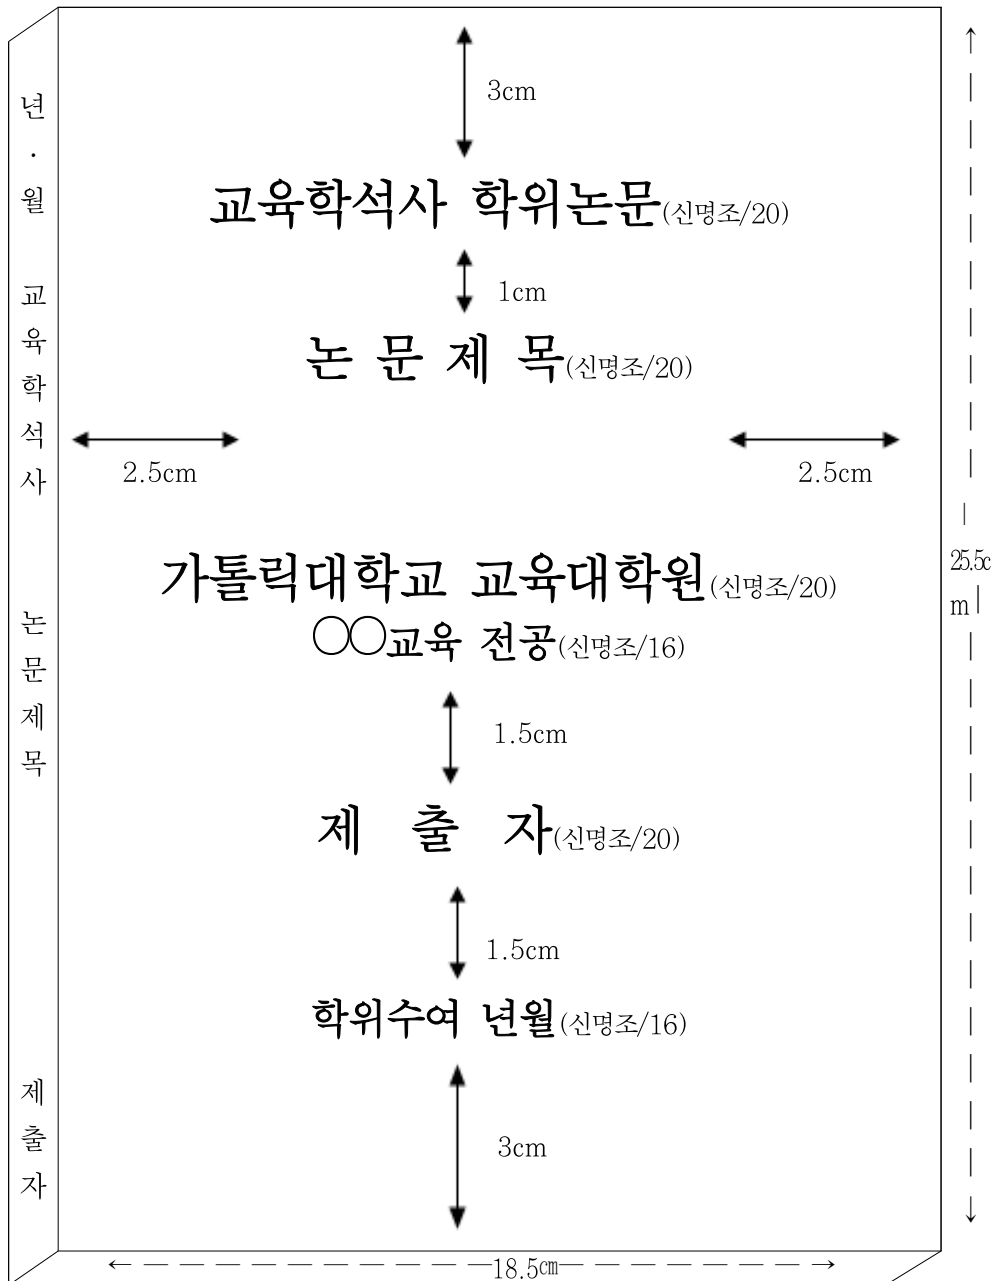 년
·
월
교
육
학
석
사
논
문
제
목
제
출
자
3cm
교육학석사 학위논문(신명조/20)
1cm
논 문 제 목(신명조/20)
2.5cm 2.5cm
가톨릭대학교 교육대학원(신명조/20)
○○교육 전공(신명조/16)
1.5cm
제 출 자(신명조/20)
1.5cm
학위수여 년월(신명조/16)
3cm
25.5c
m
18.5㎝